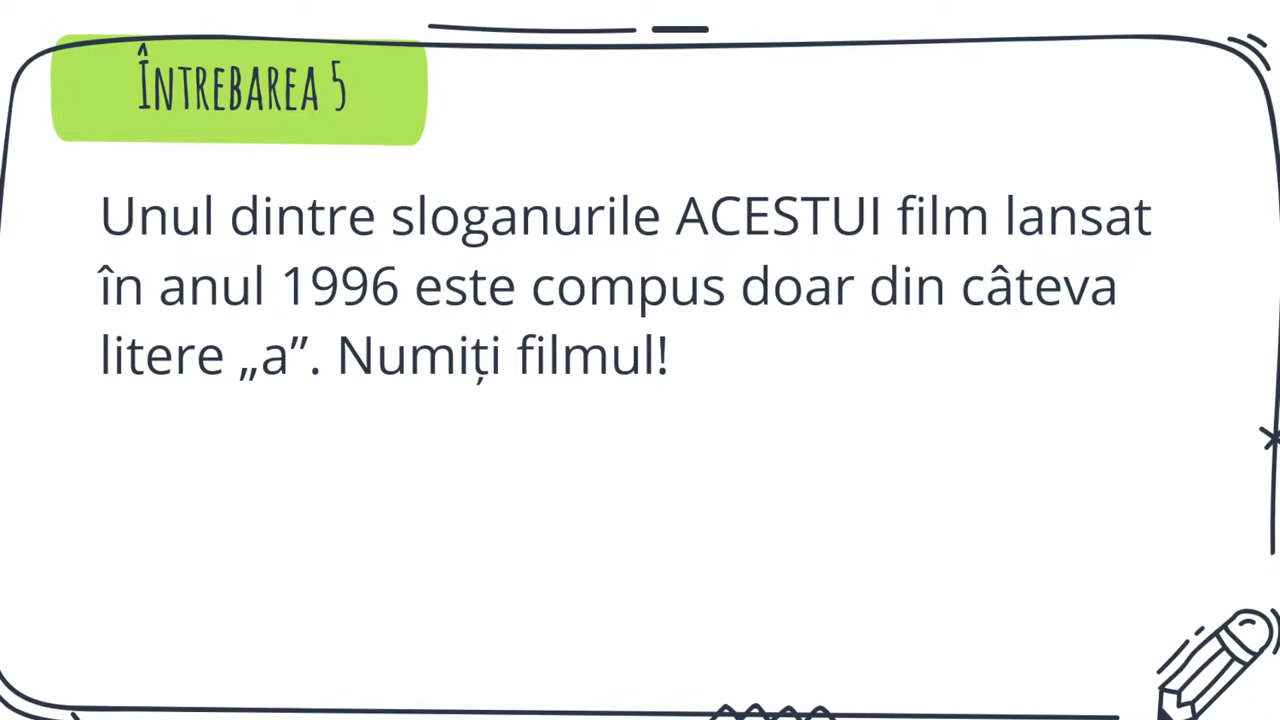 Întrebarea 5
Unul dintre sloganurile ACESTUI film lansat
în anul 1996 este compus doar din câteva
litere „a”. Numiți filmul!